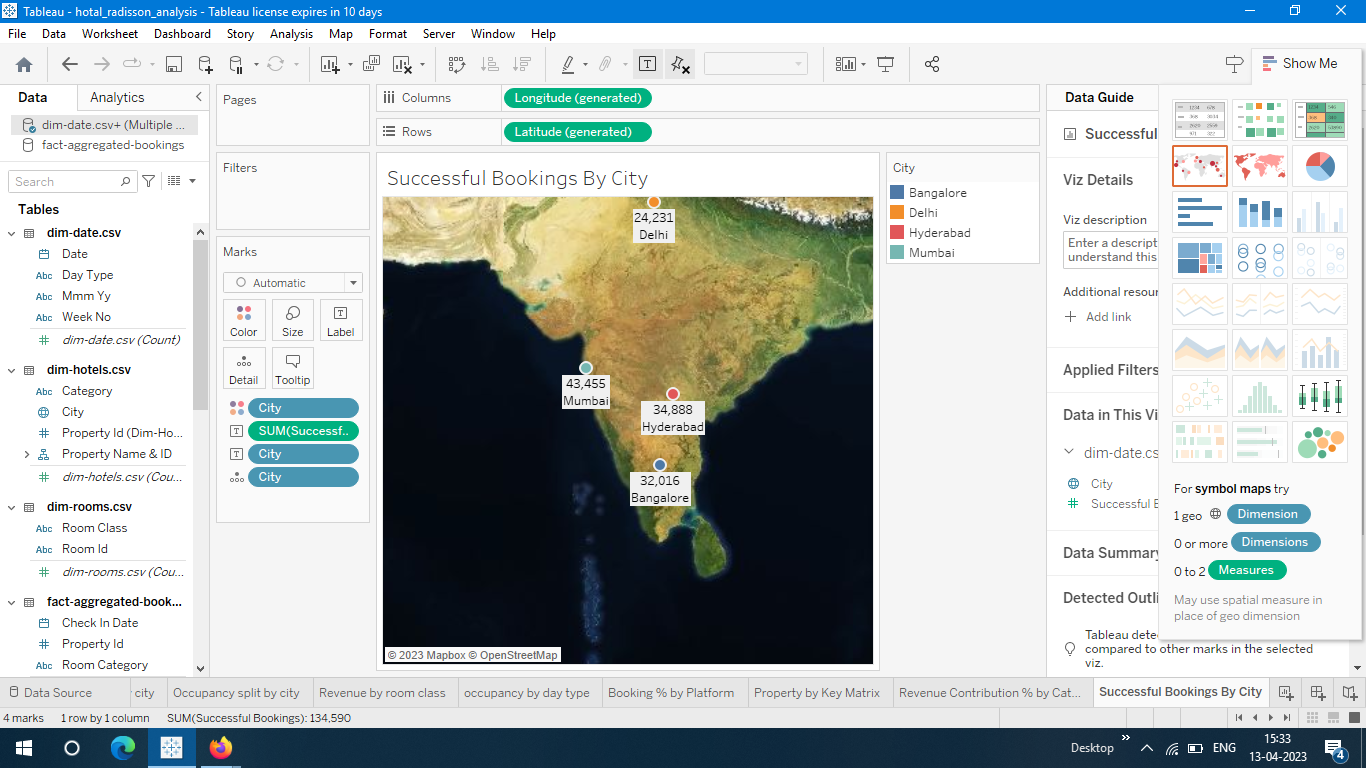 Tableau - hotal_radisson_analysis - Tableau license expires in 10 days
File Data Worksheet Dashboard Story Analysis Map Format Server Window Help
Show Me
Data Analytics
dim-date.csv+ (Multiple ...
fact-aggregated-bookings
Search
Tables
dim-date.csv
Date
Abc Day Type
Abc Mmm Yy
Abc Week No
dim-date.csv (Count)
dim-hotels.csv
Abc Category
City
Property Id (Dim-Ho...
Property Name & ID
dim-hotels.csv (Cou...
dim-rooms.csv
Abc Room Class
Abc Room Id
dim-rooms.csv (Cou...
fact-aggregated-book...
Check In Date
Property Id
Abc Room Category
Pages
Filters
Marks
Automatic
Color Size Label
Detail Tooltip
City
SUM(Successf..
City
City
Columns Longitude (generated)
Rows Latitude (generated)
Successful Bookings By City
24,231
Delhi
43,455
Mumbai
34,888
Hyderabad
32,016
Bangalore
© 2023 Mapbox © OpenStreetMap
City
Bangalore
Delhi
Hyderabad
Mumbai
Data Guide
Successful
Viz Details
Viz description
Enter a descript
understand this
Additional resour
Add link
Applied Filters
Data in This Vi
dim-date.cs
City
Successful B
Data Summary
Detected Outli
Tableau dete
compared to other marks in the selected
viz.
For symbol maps try
1 geo Dimension
0 or more Dimensions
0 to 2 Measures
May use spatial measure in
place of geo dimension
Data Source city Occupancy split by city Revenue by room class occupancy by day type Booking % by Platform Property by Key Matrix Revenue Contribution % by Cat... Successful Bookings By City
4 marks 1 row by 1 column SUM(Successful Bookings): 134,590
Desktop ENG 15:33
13-04-2023
4